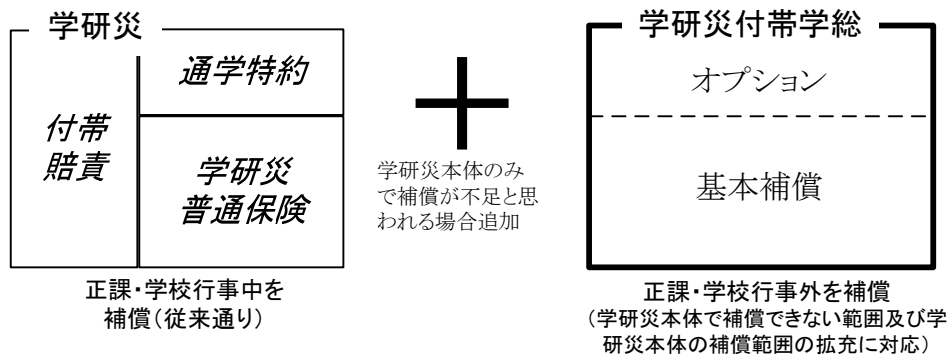 学研災
通学特約
付帯
賠責
学研災
普通保険
正課・学校行事中を
補償（従来通り）
学研災本体のみ
で補償が不足と思
われる場合追加
学研災付帯学総
オプション
基本補償
正課・学校行事外を補償
（学研災本体で補償できない範囲及び学
研災本体の補償範囲の拡充に対応）